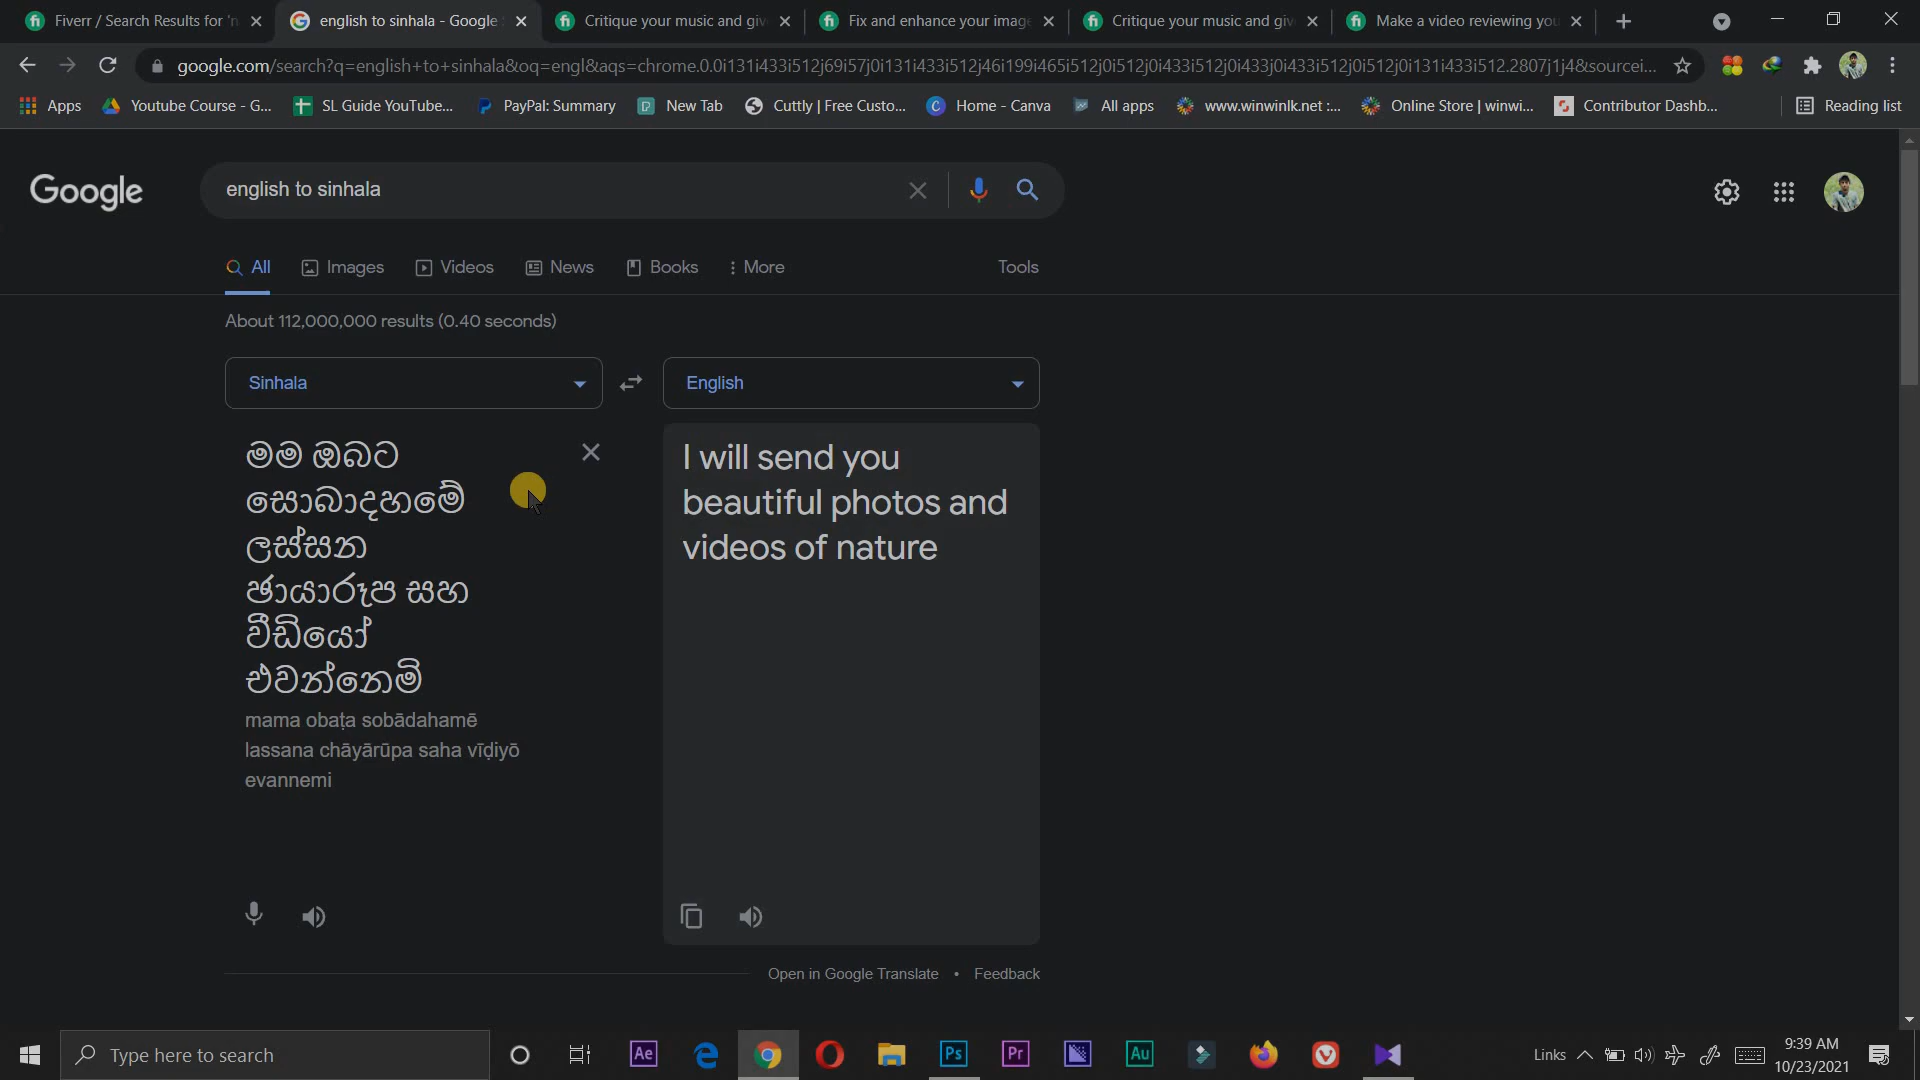 Fiverr / Search Results for 'n
english to sinhala - Google
Critique your music and giv
Fix and enhance your image
Critique your music and giv
Make a video reviewing you
google.com/search?q=english+to+sinhala&oq=engl&aqs=chrome.0.0i131i433i512j69i57j0i131i433i512j46i199i465i512j0i512j0i433i512j0i433j0i433i512j0i512j0i131i433i512.2807j1j4&sourcei...
Apps
Youtube Course - G...
SL Guide YouTube...
PayPal: Summary
New Tab
Cuttly | Free Custo...
Home - Canva
All apps
www.winwinlk.net :...
Online Store | winwi...
Contributor Dashb...
Reading list
Google
english to sinhala
All
Images
Videos
News
Books
More
Tools
About 112,000,000 results (0.40 seconds)
Sinhala
English
මම ඔබට
සොබාදහමේ
ලස්සන
ඡායාරූප සහ
වීඩියෝ
එවන්නෙමි
mama obaṭa sobādahamē
lassana chāyārūpa saha vīḍiyō
evannemi
I will send you
beautiful photos and
videos of nature
Open in Google Translate • Feedback
Type here to search
Ae
Ps
Pr
Au
Links
9:39 AM
10/23/2021